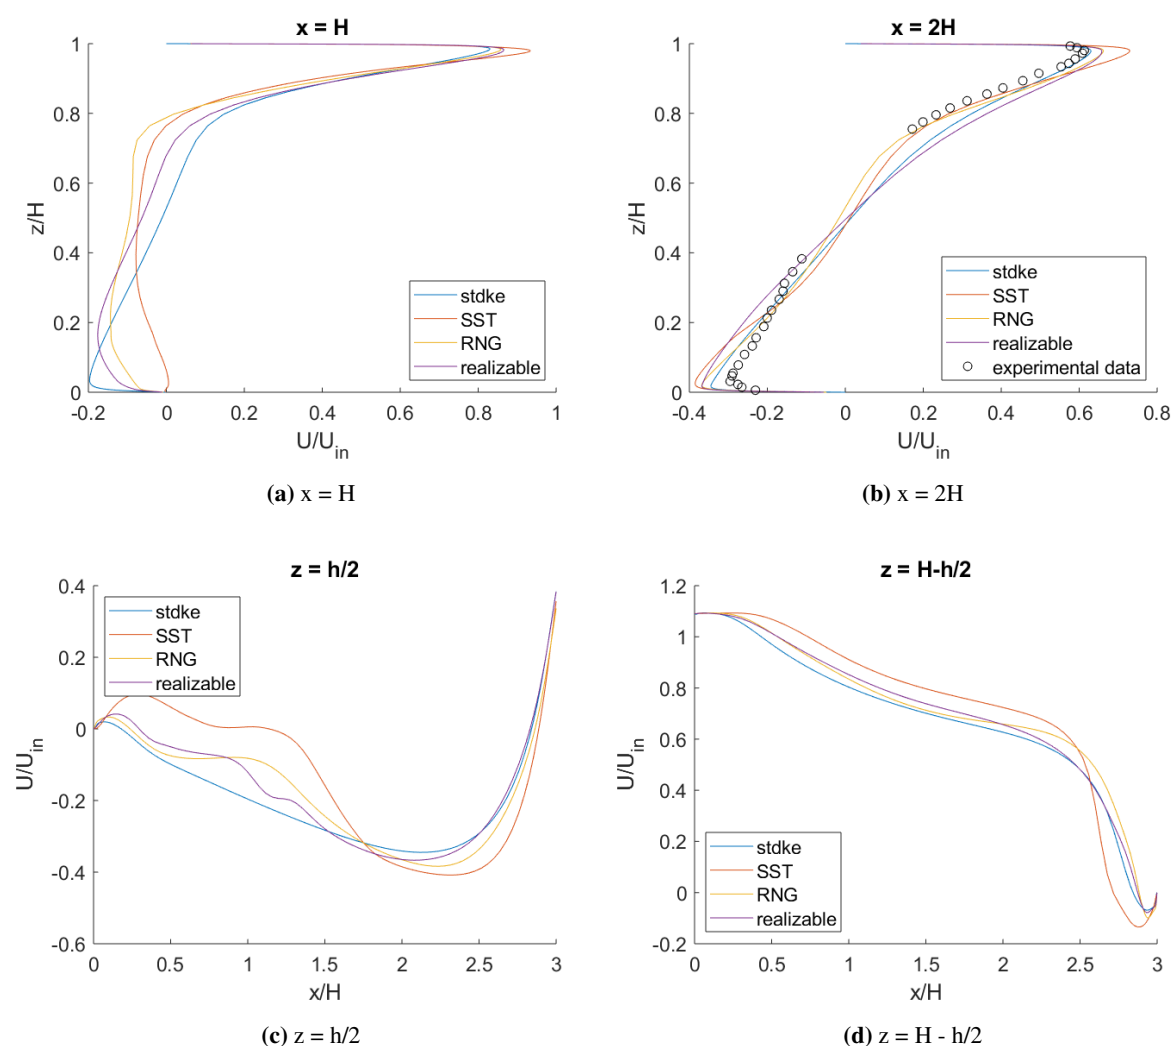 x = H
1
0.8
0.6
0.4
0.2
0
z/H
stdke
SST
RNG
realizable
-0.2 0 0.2 0.4 0.6 0.8 1
U/U_in
(a) x = H
x = 2H
1
0.8
0.6
0.4
0.2
0
z/H
stdke
SST
RNG
realizable
experimental data
-0.4 -0.2 0 0.2 0.4 0.6 0.8
U/U_in
(b) x = 2H
z = h/2
0.4
0.2
0
-0.2
-0.4
-0.6
U/U_in
stdke
SST
RNG
realizable
0 0.5 1 1.5 2 2.5 3
x/H
(c) z = h/2
z = H-h/2
1.2
1
0.8
0.6
0.4
0.2
0
-0.2
U/U_in
stdke
SST
RNG
realizable
0 0.5 1 1.5 2 2.5 3
x/H
(d) z = H - h/2